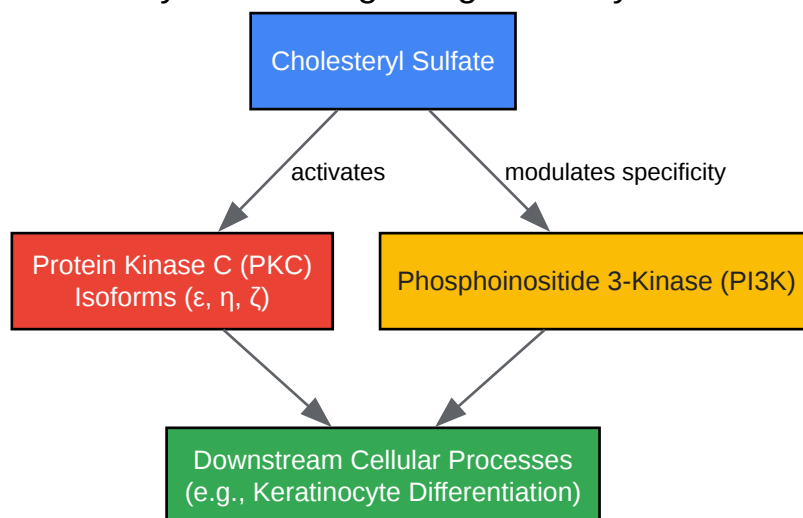 Cholesteryl Sulfate
activates
modulates specificity
Protein Kinase C (PKC)
Isoforms (ε, η, ζ)
Phosphoinositide 3-Kinase (PI3K)
Downstream Cellular Processes
(e.g., Keratinocyte Differentiation)